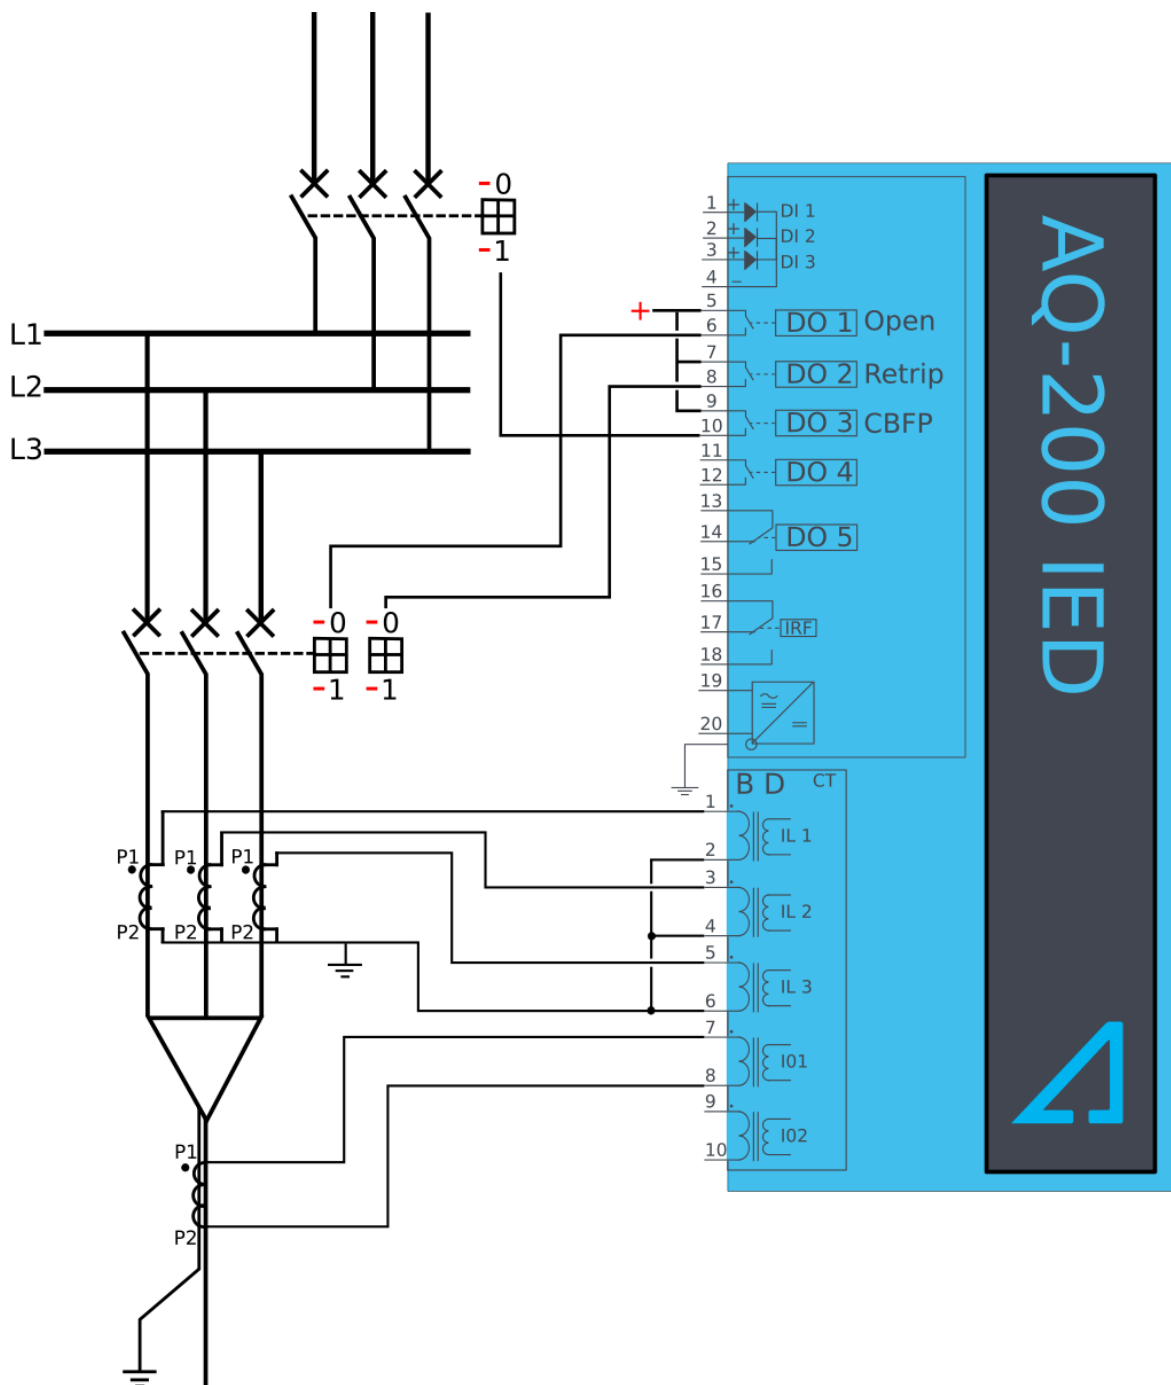 -0
-1
L1
L2
L3
+
-0
-1
-0
-1
P1
P1
P1
P2
P2
P2
P1
P2
1
+
DI 1
2
+
DI 2
3
+
DI 3
4
-
5
6
DO 1
Open
7
8
DO 2
Retrip
9
10
DO 3
CBFP
11
12
DO 4
13
14
DO 5
15
16
17
IRF
18
19
20
B D
CT
1
IL 1
2
3
IL 2
4
5
IL 3
6
7
I01
8
9
I02
10
AQ-200 IED